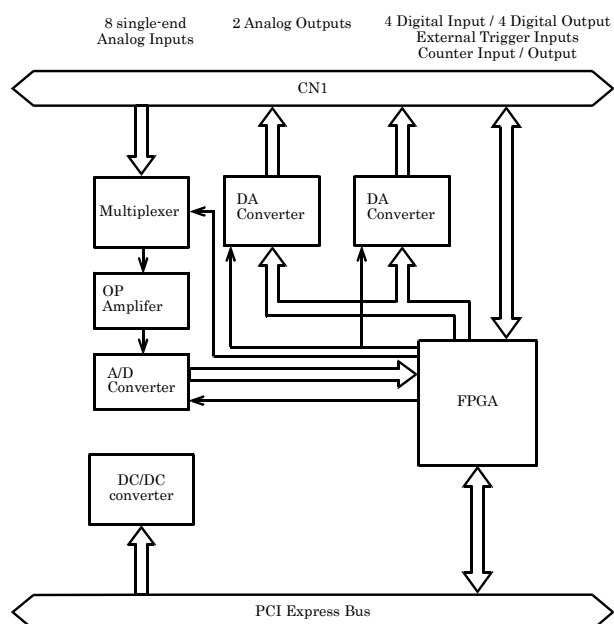 8 single-end
Analog Inputs
2 Analog Outputs
4 Digital Input / 4 Digital Output
External Trigger Inputs
Counter Input / Output
CN1
Multiplexer
DA
Converter
DA
Converter
OP
Amplifer
A/D
Converter
FPGA
DC/DC
converter
PCI Express Bus